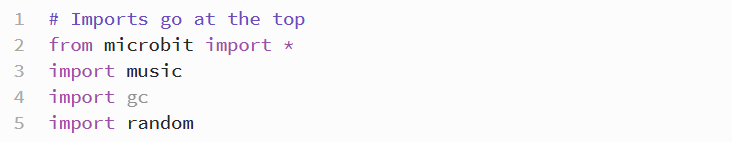 1 # Imports go at the top
2 from microbit import *
3 import music
4 import gc
5 import random